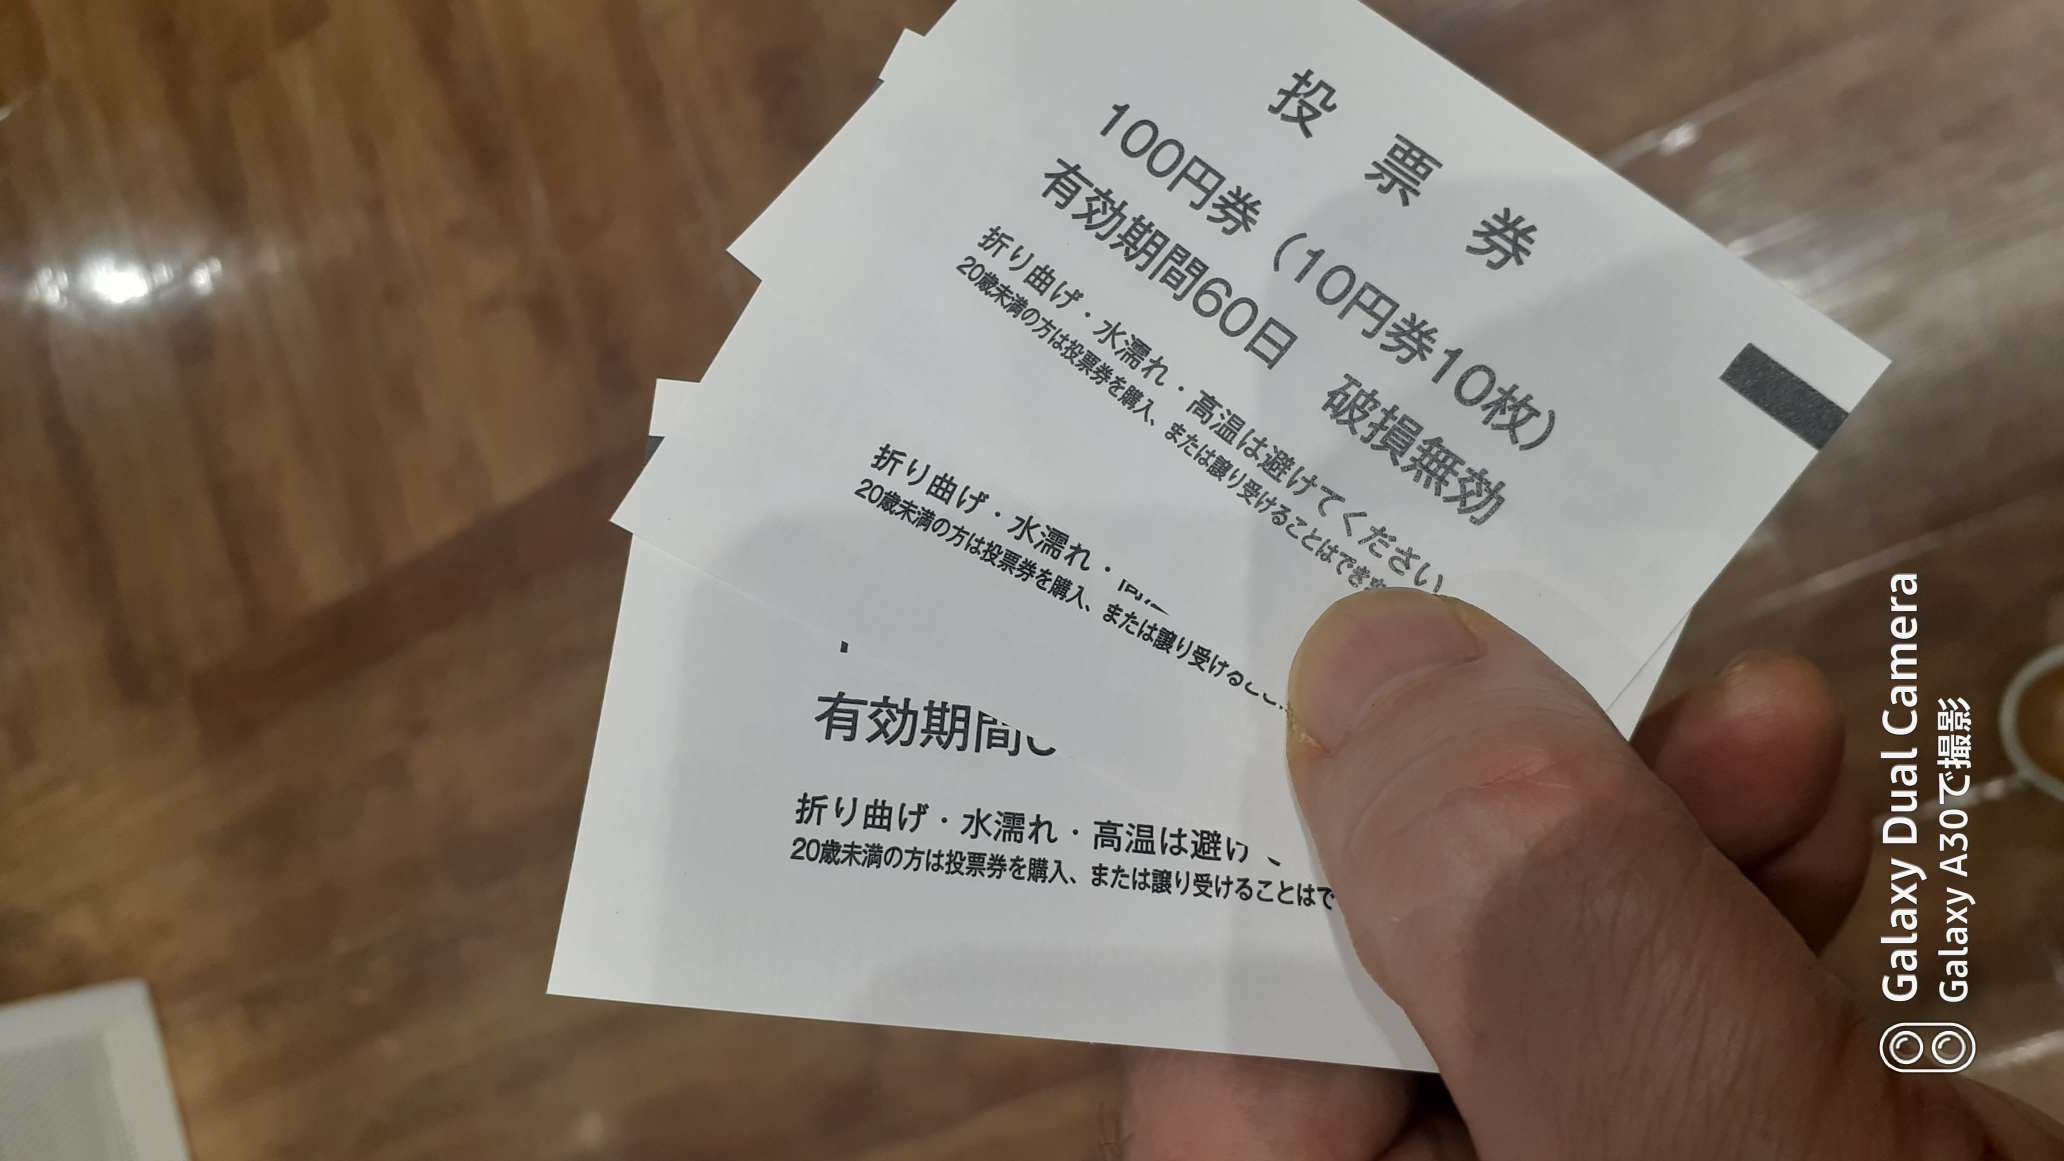 投票券
100円券（10円券10枚）
有効期間60日 破損無効
折り曲げ・水濡れ・高温は避けてください
20歳未満の方は投票券を購入、または譲り受けることはでき
折り曲げ・水濡れ・
20歳未満の方は投票券を購入、または譲り受ける
有効期間
折り曲げ・水濡れ・高温は避け
20歳未満の方は投票券を購入、または譲り受けることはで
Galaxy Dual Camera
Galaxy A30で撮影